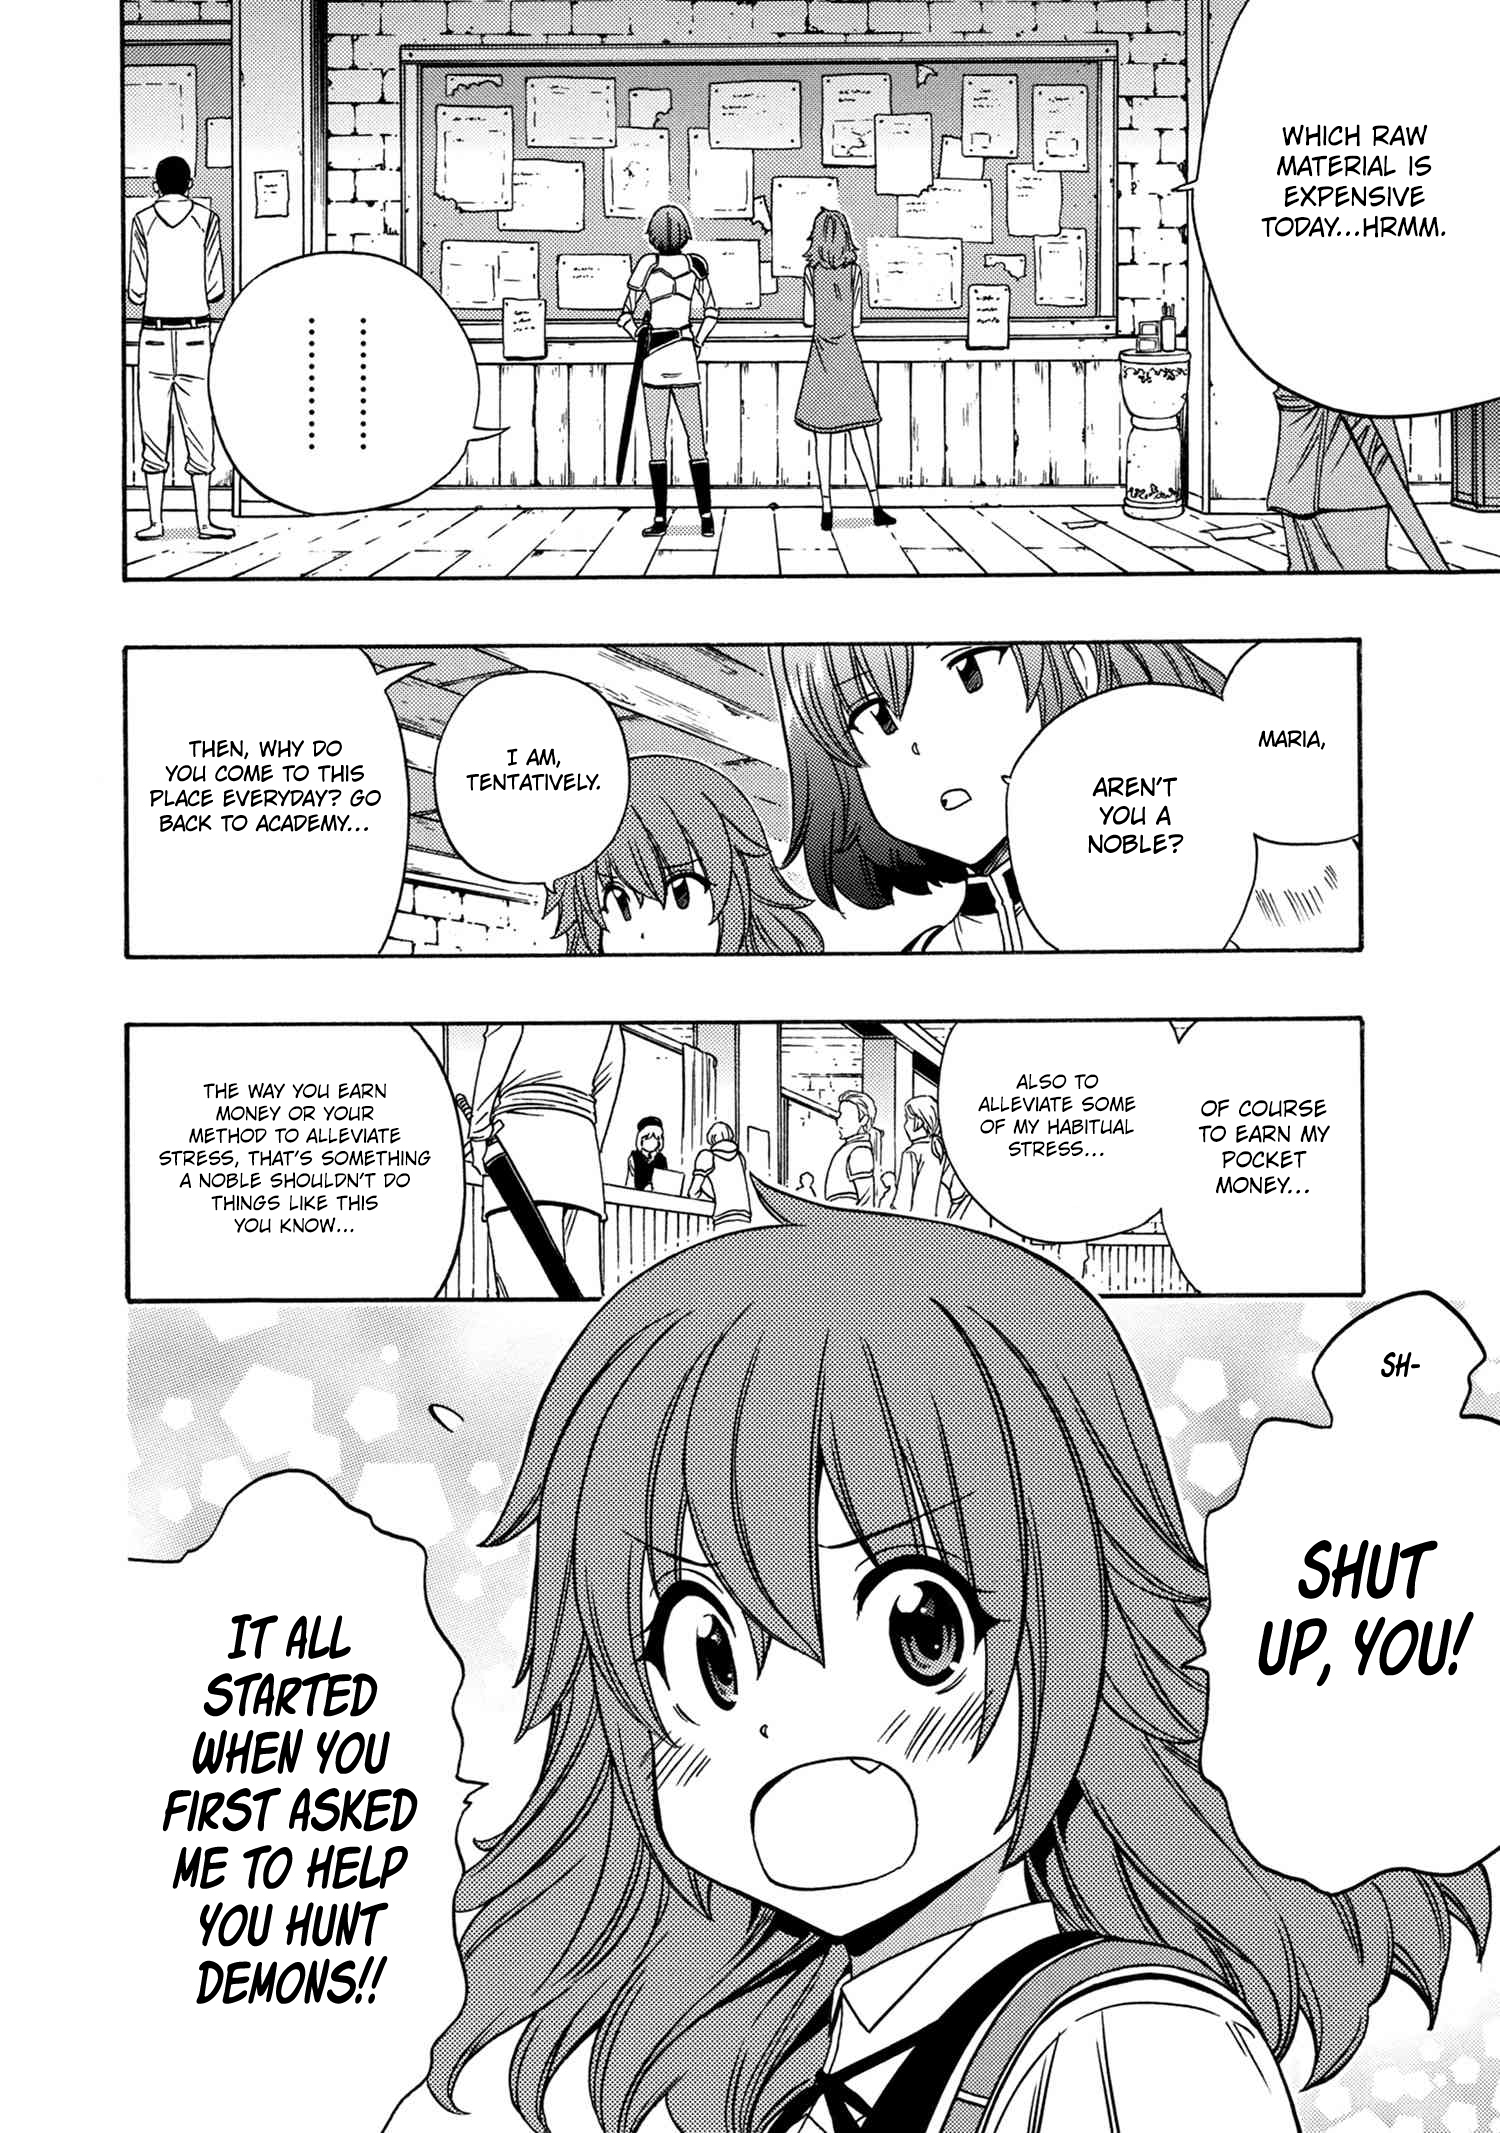 WHICH RAW
MATERIAL IS
EXPENSIVE
TODAY...HRMM.
MARIA,
AREN'T
YOU A
NOBLE?
I AM,
TENTATIVELY.
THEN, WHY DO
YOU COME TO THIS
PLACE EVERYDAY? GO
BACK TO ACADEMY...
OF COURSE
TO EARN MY
POCKET
MONEY...
ALSO TO
ALLEVIATE SOME
OF MY HABITUAL
STRESS...
THE WAY YOU EARN
MONEY OR YOUR
METHOD TO ALLEVIATE
STRESS, THAT'S SOMETHING
A NOBLE SHOULDN'T DO
THINGS LIKE THIS
YOU KNOW...
SH-
SHUT
UP, YOU!
IT ALL
STARTED
WHEN YOU
FIRST ASKED
ME TO HELP
YOU HUNT
DEMONS!!